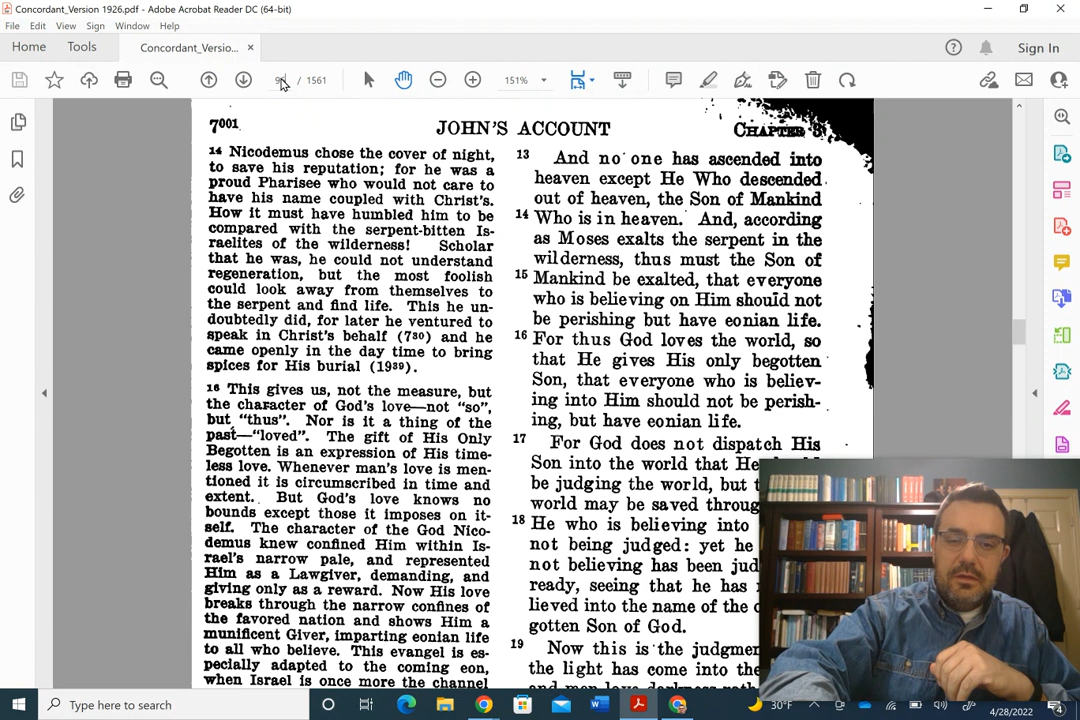 Concordant_Version 1926.pdf - Adobe Acrobat Reader DC (64-bit)
File Edit View Sign Window Help
Home Tools Concordant_Versio... × Sign In
/ 1561 151%
7001 JOHN'S ACCOUNT CHAPTER 3
14 Nicodemus chose the cover of night,
to save his reputation; for he was a
proud Pharisee who would not care to
have his name coupled with Christ's.
How it must have humbled him to be
compared with the serpent-bitten Is-
raelites of the wilderness! Scholar
that he was, he could not understand
regeneration, but the most foolish
could look away from themselves to
the serpent and find life. This he un-
doubtedly did, for later he ventured to
speak in Christ's behalf (750) and he
came openly in the day time to bring
spices for His burial (1939).
16 This gives us, not the measure, but
the character of God's love—not "so",
but "thus". Nor is it a thing of the
past—"loved". The gift of His Only
Begotten is an expression of His time-
less love. Whenever man's love is men-
tioned it is circumscribed in time and
extent. But God's love knows no
bounds except those it imposes on it-
self. The character of the God Nico-
demus knew confined Him within Is-
rael's narrow pale, and represented
Him as a Lawgiver, demanding, and
giving only as a reward. Now His love
breaks through the narrow confines of
the favored nation and shows Him a
munificent Giver, imparting eonian life
to all who believe. This evangel is es-
pecially adapted to the coming eon,
when Israel is once more the channel
13 And no one has ascended into
heaven except He Who descended
out of heaven, the Son of Mankind
14 Who is in heaven. And, according
as Moses exalts the serpent in the
wilderness, thus must the Son of
15 Mankind be exalted, that everyone
who is believing on Him should not
be perishing but have eonian life.
16 For thus God loves the world, so
that He gives His only begotten
Son, that everyone who is believ-
ing into Him should not be perish-
ing, but have eonian life.
17 For God does not dispatch His
Son into the world that He
be judging the world, but
world may be saved throug
18 He who is believing into
not being judged: yet he
not believing has been jud
ready, seeing that he has
lieved into the name of the
gotten Son of God.
19 Now this is the judgmen
the light has come into the
Type here to search
30°F
4/28/2022
4